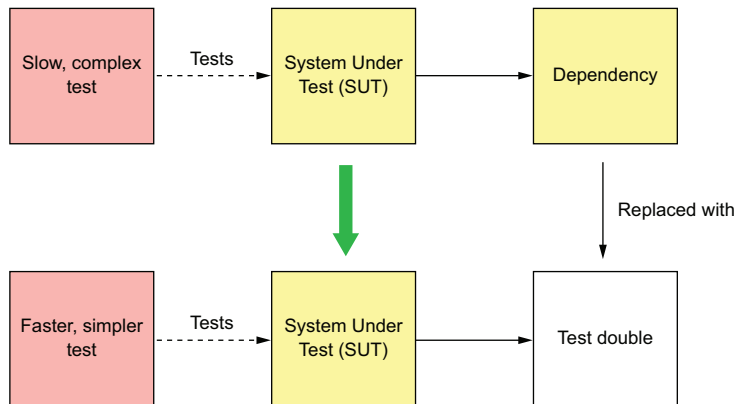 Slow, complex
test
Tests
System Under
Test (SUT)
Dependency
Replaced with
Faster, simpler
test
Tests
System Under
Test (SUT)
Test double